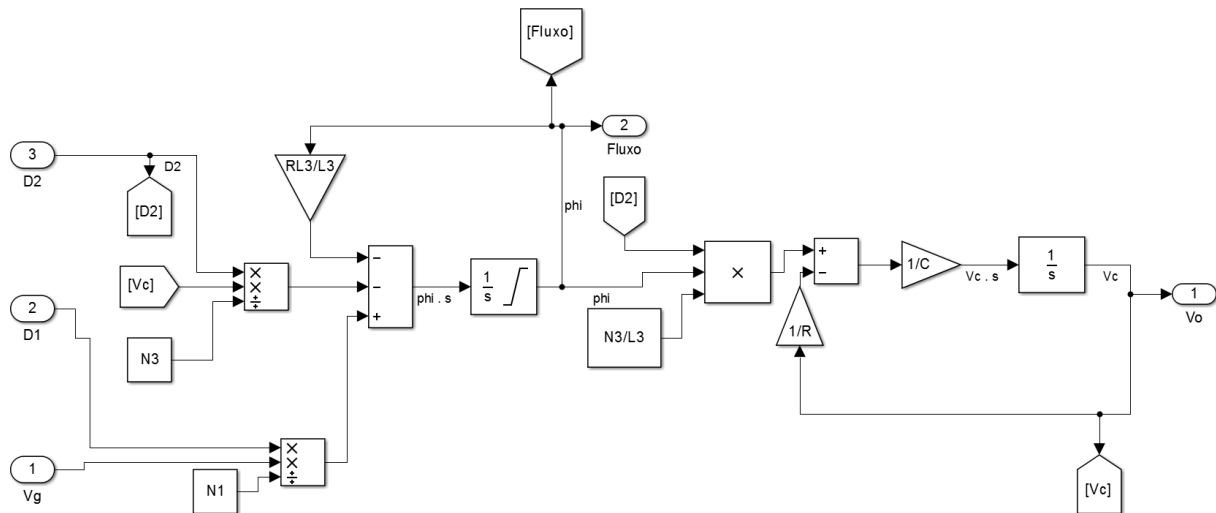 [Fluxo]
2
Fluxo
3
D2
D2
[D2]
RL3/L3
phi
[D2]
[Vc]
×
×
÷
−
−
+
phi . s
1
s
phi
×
N3/L3
+
−
1/C
Vc . s
1
s
Vc
1
Vo
1/R
2
D1
N3
×
×
÷
1
Vg
N1
[Vc]